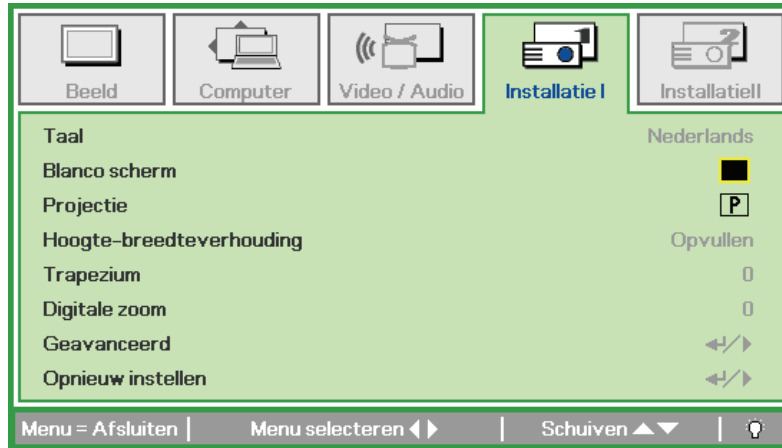 Beeld
Computer
Video / Audio
Installatie I
InstallatieII
Taal Nederlands
Blanco scherm
Projectie P
Hoogte-breedteverhouding Opvullen
Trapezium 0
Digitale zoom 0
Geavanceerd
Opnieuw instellen
Menu = Afsluiten | Menu selecteren | Schuiven |